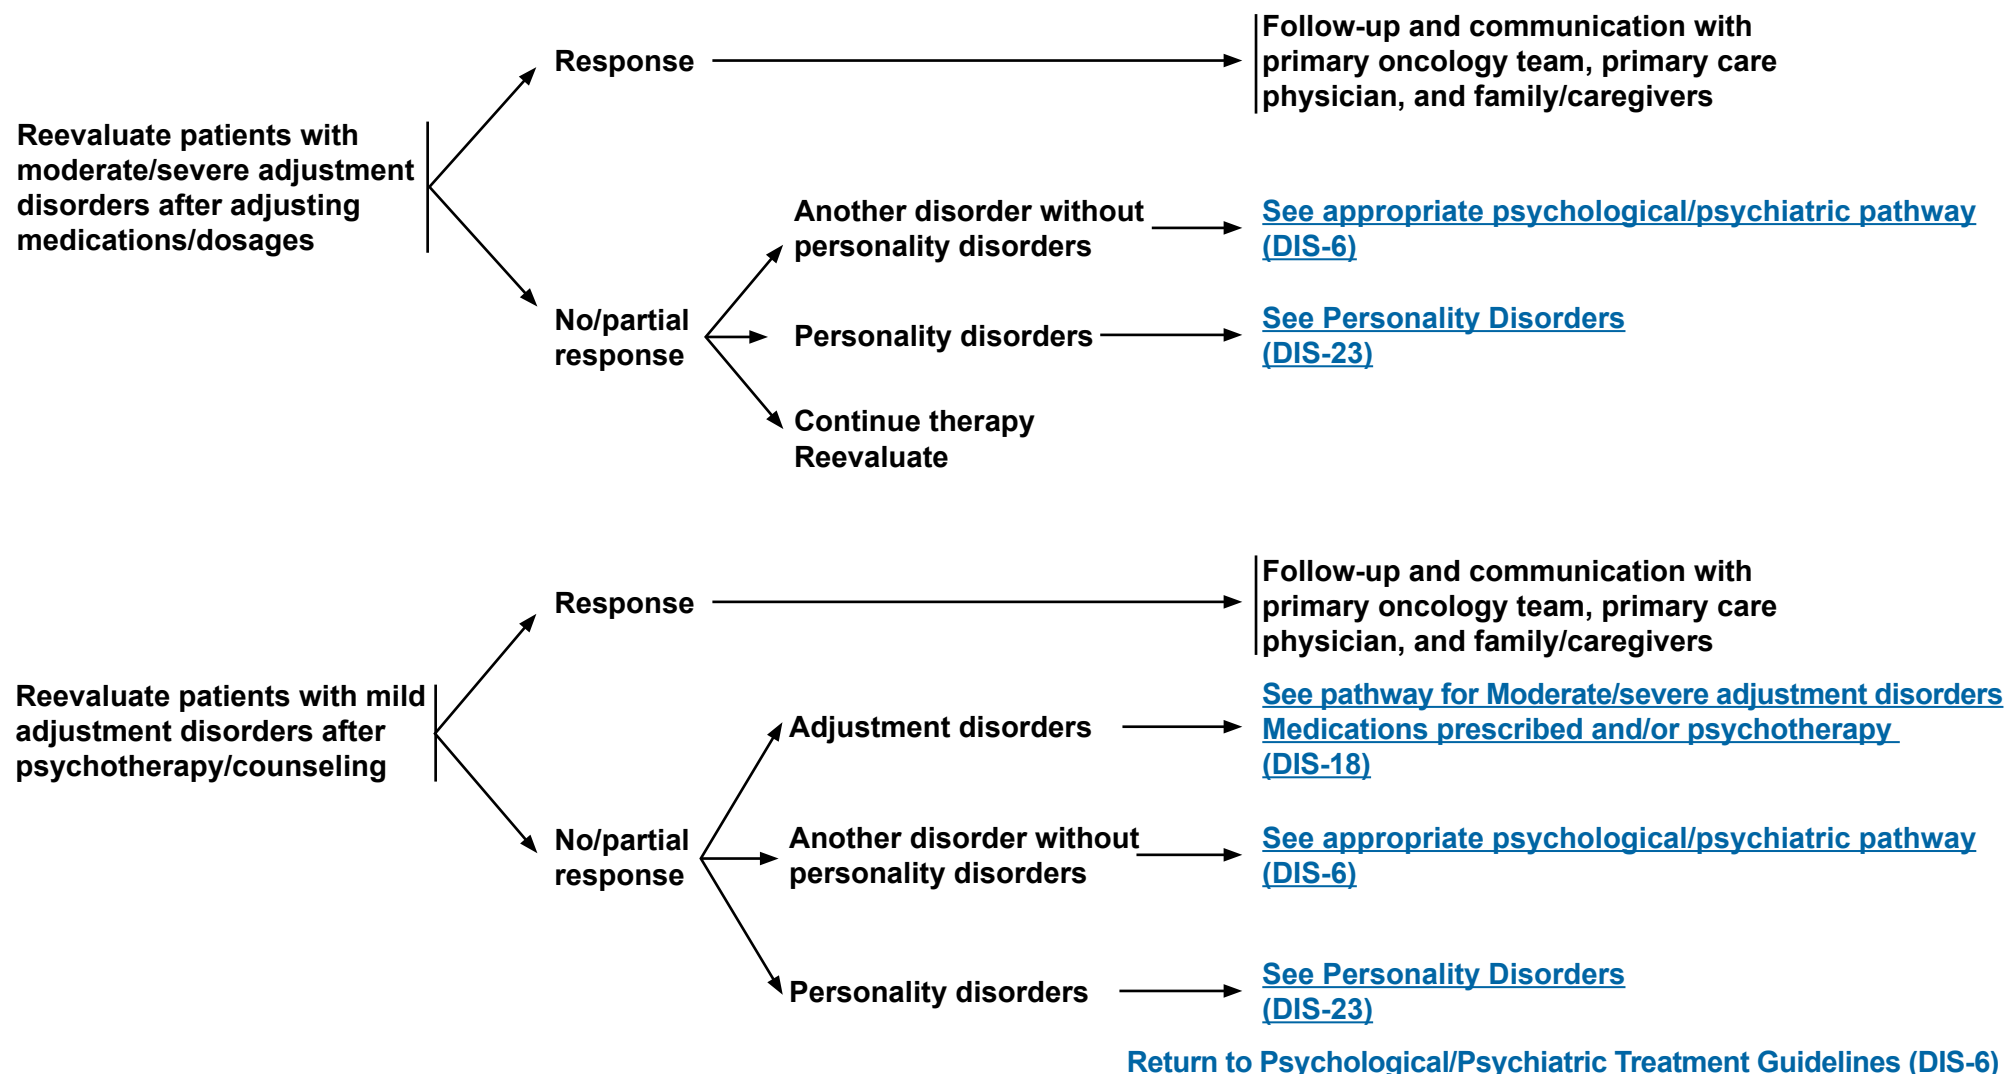 Follow-up and communication with
primary oncology team, primary care
physician, and family/caregivers
Response
Reevaluate patients with
moderate/severe adjustment
disorders after adjusting
medications/dosages
Another disorder without
personality disorders
See appropriate psychological/psychiatric pathway
(DIS-6)
No/partial
response
Personality disorders
See Personality Disorders
(DIS-23)
Continue therapy
Reevaluate
Response
Follow-up and communication with
primary oncology team, primary care
physician, and family/caregivers
Reevaluate patients with mild
adjustment disorders after
psychotherapy/counseling
Adjustment disorders
See pathway for Moderate/severe adjustment disorders
Medications prescribed and/or psychotherapy
(DIS-18)
No/partial
response
Another disorder without
personality disorders
See appropriate psychological/psychiatric pathway
(DIS-6)
Personality disorders
See Personality Disorders
(DIS-23)
Return to Psychological/Psychiatric Treatment Guidelines (DIS-6)